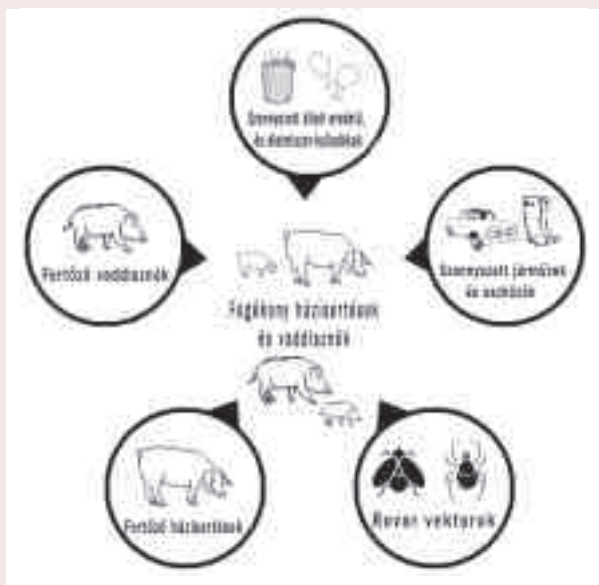 Szennyezett állati eredetű,
és élelmiszer-hulladékok
Fertőző vaddisznók
Szennyezett járművek
és eszközök
Fogékony házisertések
és vaddisznók
Fertőző házisertések
Rovar vektorok